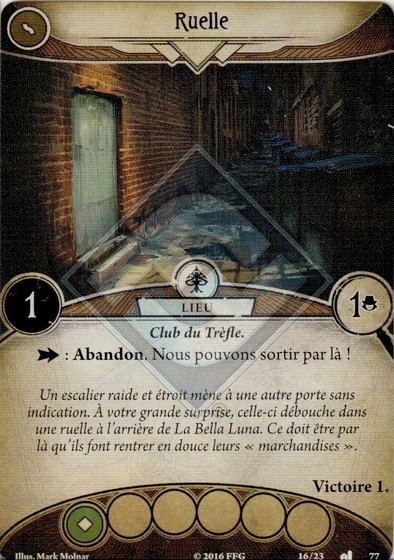 Ruelle
1
LIEU
1
Club du Trèfle.
: Abandon. Nous pouvons sortir par là !
Un escalier raide et étroit mène à une autre porte sans
indication. À votre grande surprise, celle-ci débouche dans
une ruelle à l'arrière de La Bella Luna. Ce doit être par
là qu'ils font rentrer en douce leurs « marchandises ».
Victoire 1.
Illus. Mark Molnar
© 2016 FFG
16/23
77